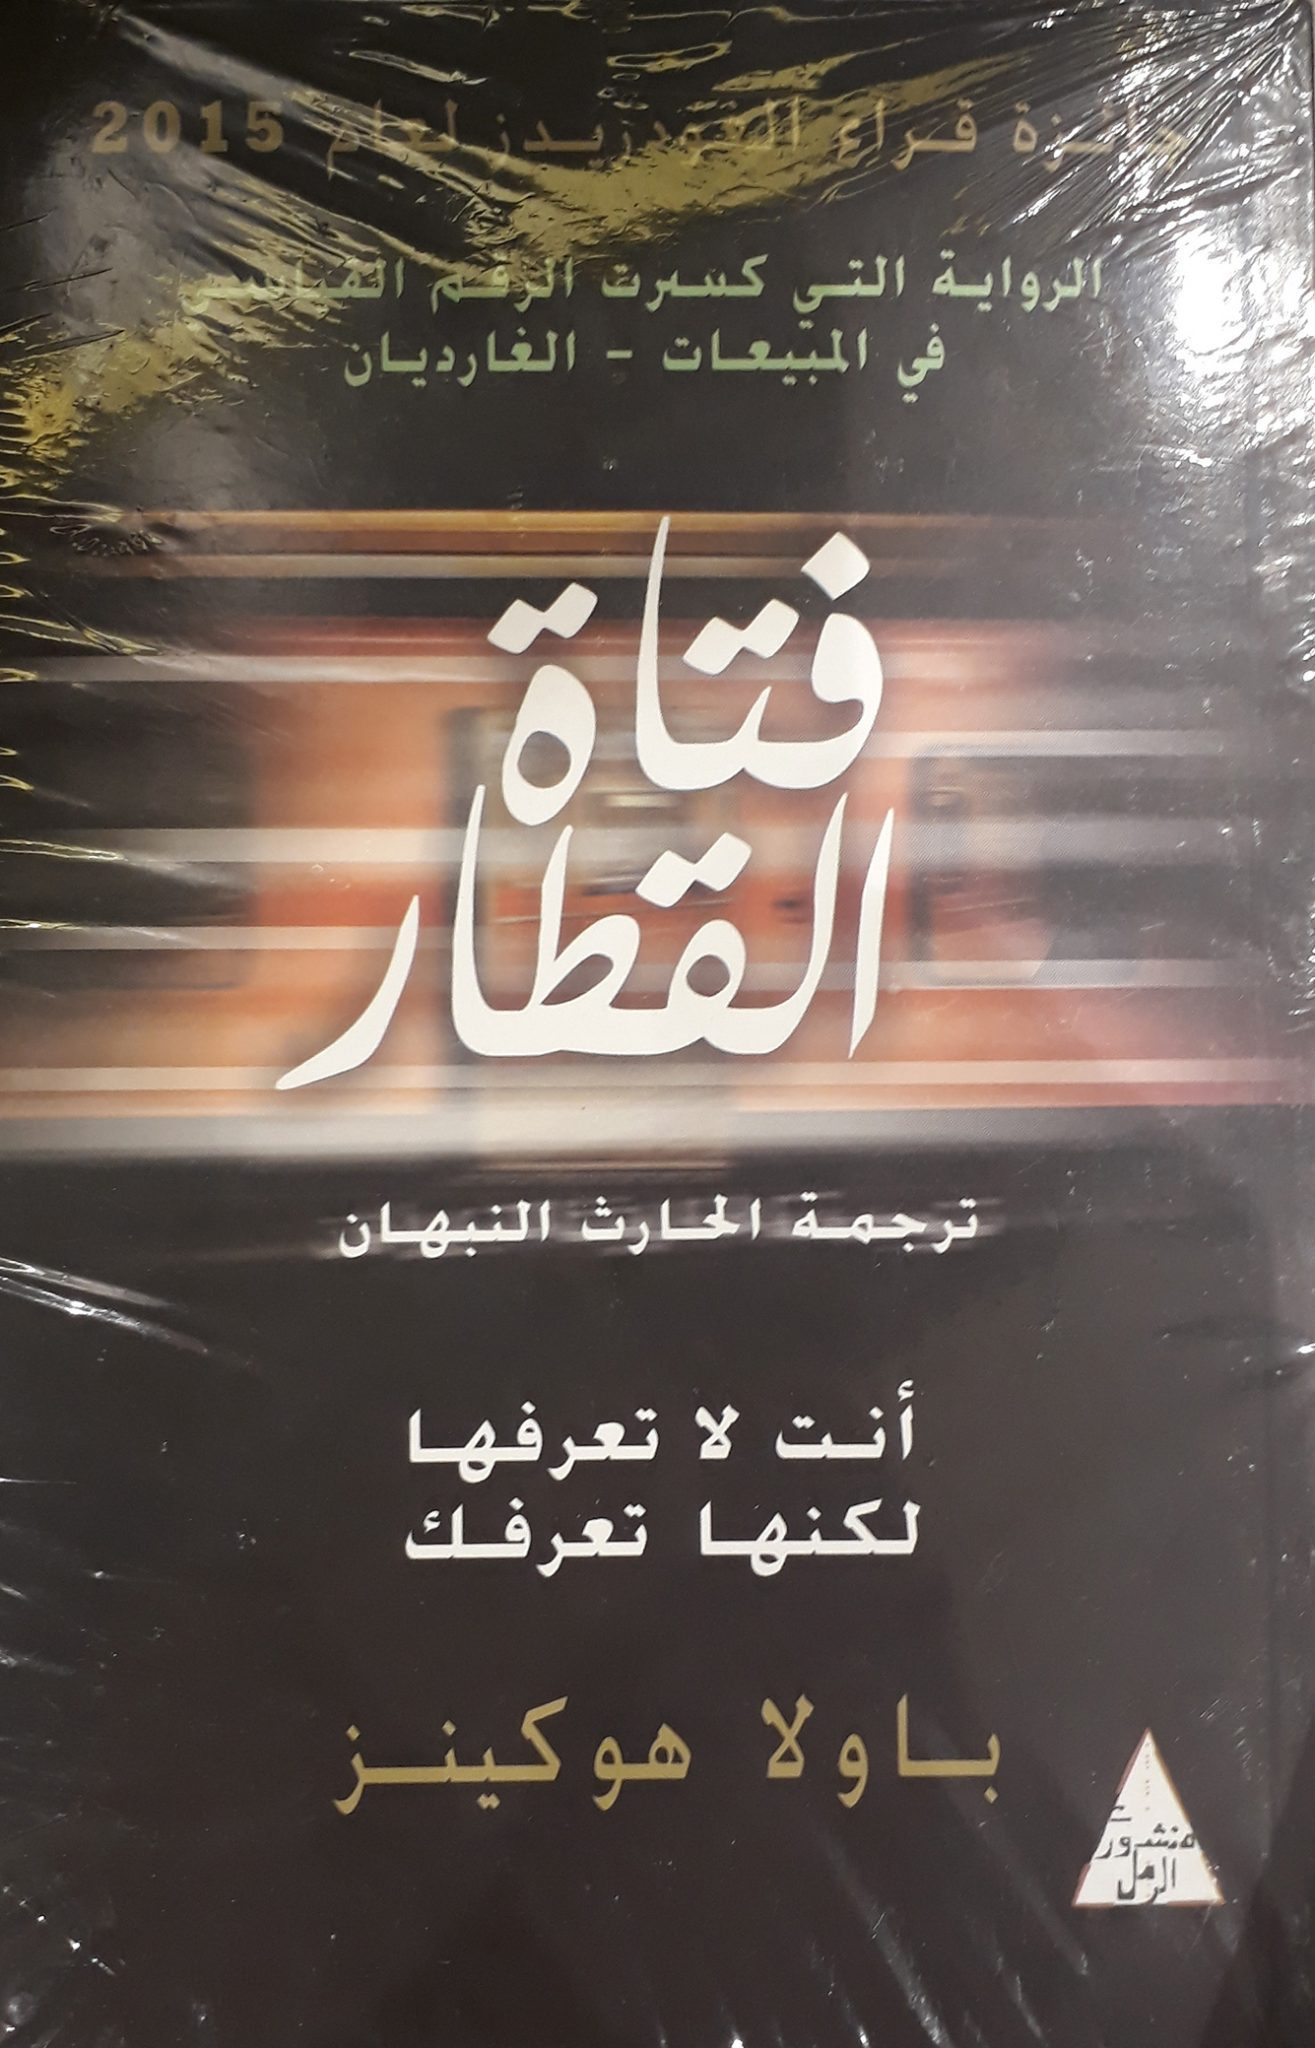 جائزة قراء الغودريدز لعام 2015
الرواية التي كسرت الرقم القياسي
في المبيعات - الغارديان
فتاة
القطار
ترجمة الحارث النبهان
أنت لا تعرفها
لكنها تعرفك
باولا هوكينز
منشورات
الرمل